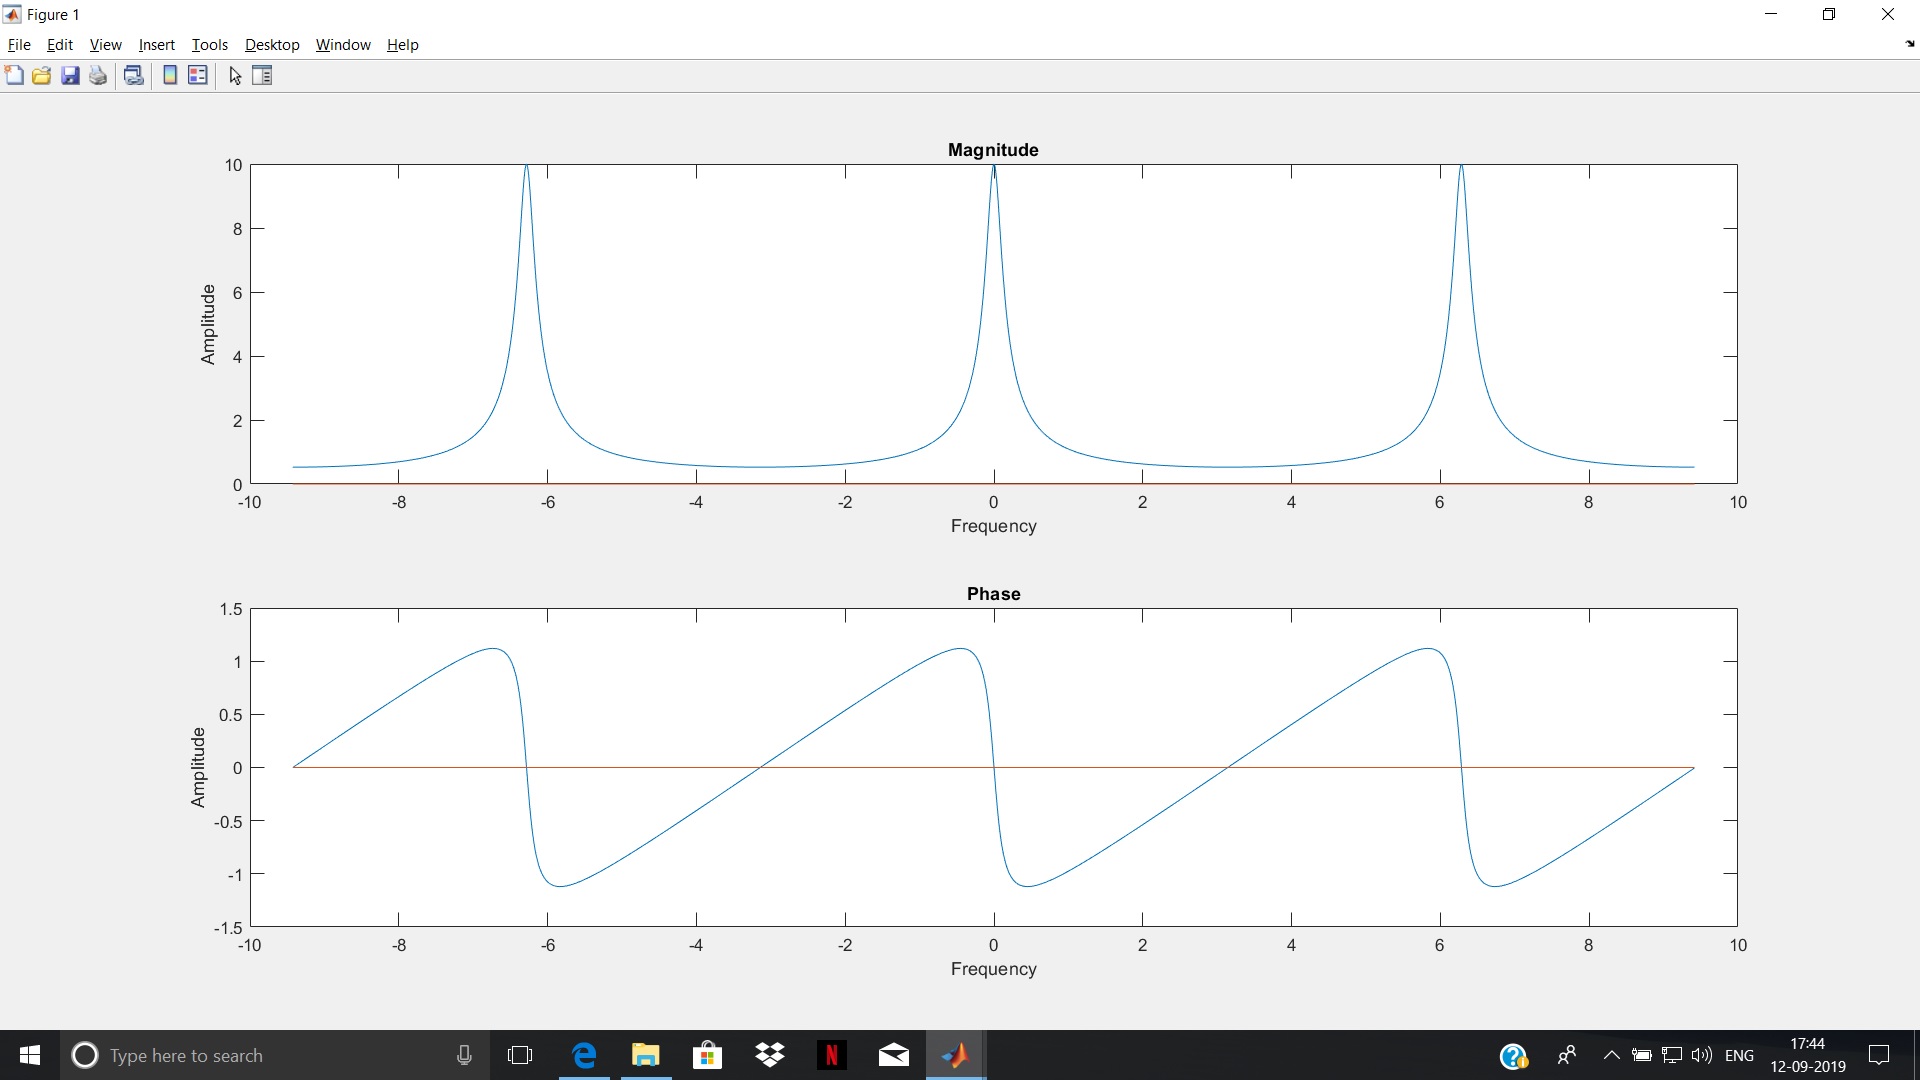 Figure 1
File Edit View Insert Tools Desktop Window Help
Magnitude
10
8
6
4
2
0
Amplitude
-10 -8 -6 -4 -2 0 2 4 6 8 10
Frequency
Phase
1.5
1
0.5
0
-0.5
-1
-1.5
Amplitude
-10 -8 -6 -4 -2 0 2 4 6 8 10
Frequency
Type here to search
N
ENG
17:44
12-09-2019